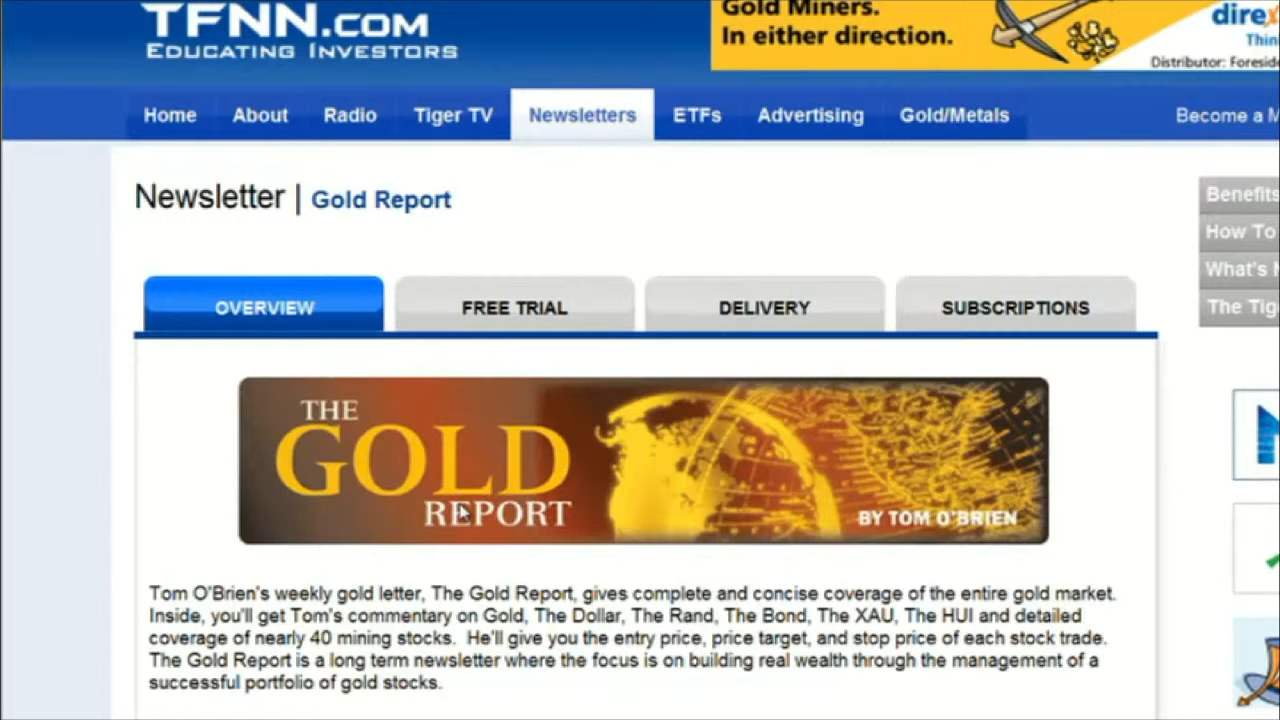 TFNN.COM
EDUCATING INVESTORS
Gold Miners.
In either direction.
direx
Thin
Distributor: Foreside
Home About Radio Tiger TV Newsletters ETFs Advertising Gold/Metals Become a M
Newsletter | Gold Report
Benefits
How To
What's
The Tig
OVERVIEW FREE TRIAL DELIVERY SUBSCRIPTIONS
THE
GOLD
REPORT
BY TOM O'BRIEN
Tom O'Brien's weekly gold letter, The Gold Report, gives complete and concise coverage of the entire gold market.
Inside, you'll get Tom's commentary on Gold, The Dollar, The Rand, The Bond, The XAU, The HUI and detailed
coverage of nearly 40 mining stocks. He'll give you the entry price, price target, and stop price of each stock trade.
The Gold Report is a long term newsletter where the focus is on building real wealth through the management of a
successful portfolio of gold stocks.